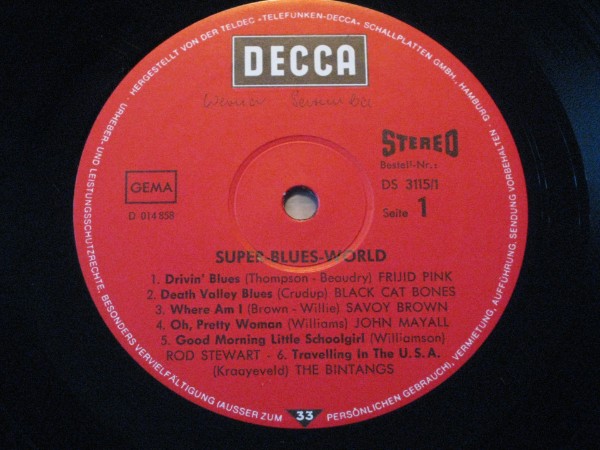 URHEBER- UND LEISTUNGSSCHUTZRECHTE. BESONDERS VERVIELFÄLTIGUNG (AUSSER ZUM PERSÖNLICHEN GEBRAUCH), VERMIETUNG, AUFFÜHRUNG, SENDUNG VORBEHALTEN · HERGESTELLT VON DER TELDEC »TELEFUNKEN-DECCA« SCHALLPLATTEN GMBH., HAMBURG ·
DECCA
STEREO
Bestell-Nr.:
GEMA
DS 3115/1
D 014 858
Seite 1
SUPER-BLUES-WORLD
1. Drivin' Blues (Thompson - Beaudry) FRIJID PINK
2. Death Valley Blues (Crudup) BLACK CAT BONES
3. Where Am I (Brown - Willie) SAVOY BROWN
4. Oh, Pretty Woman (Williams) JOHN MAYALL
5. Good Morning Little Schoolgirl (Williamson)
ROD STEWART - 6. Travelling In The U. S. A.
(Kraayeveld) THE BINTANGS
33